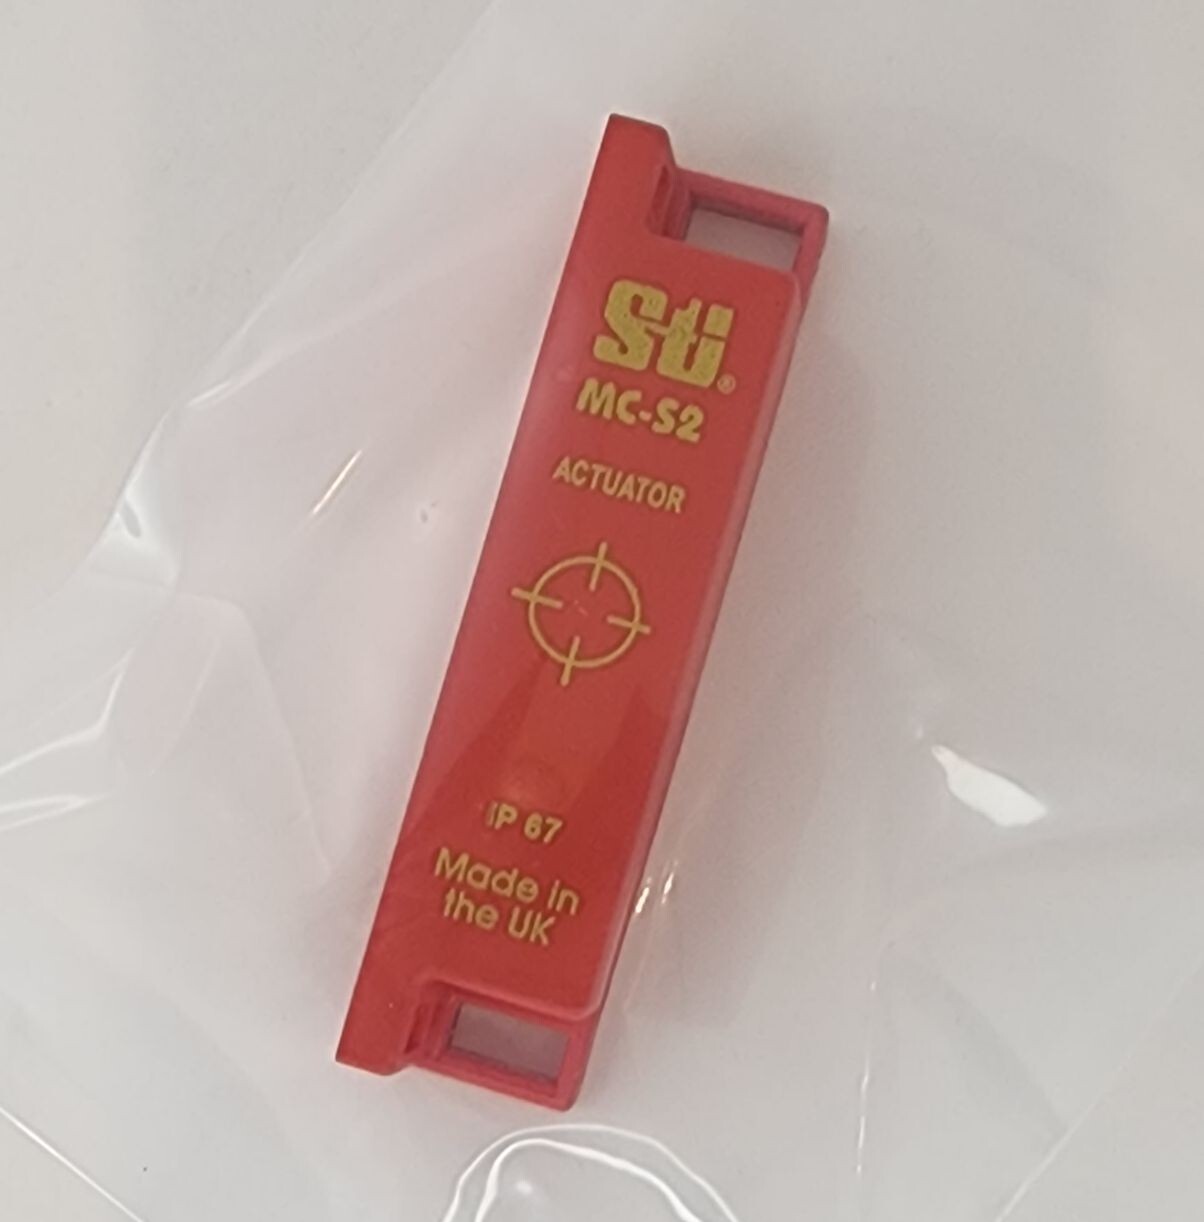 Sti®
MC-S2
ACTUATOR
IP 67
Made in
the UK